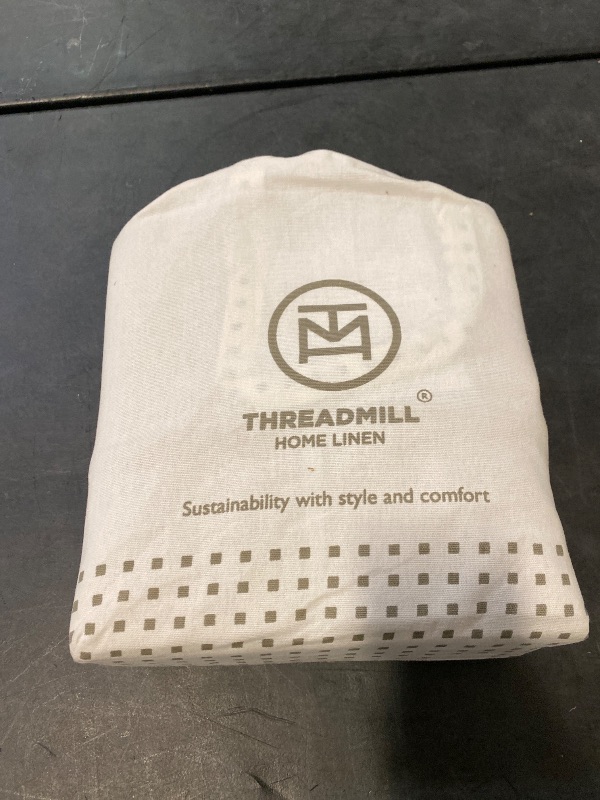 THREADMILL®
HOME LINEN
Sustainability with style and comfort